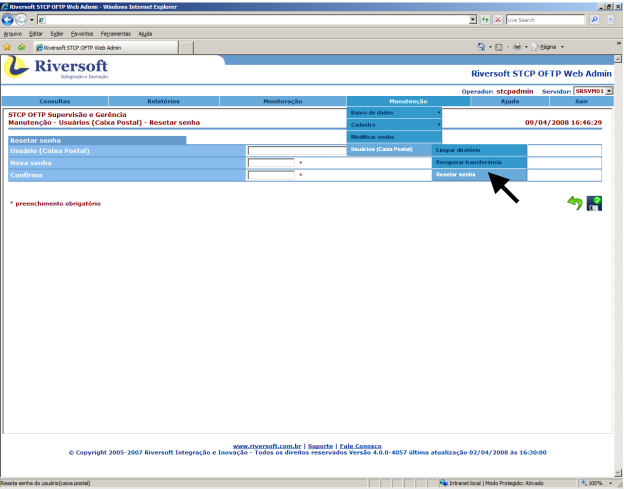 Riversoft STCP OFTP Web Admin - Windows Internet Explorer
Live Search
Arquivo Editar Exibir Favoritos Ferramentas Ajuda
Riversoft STCP OFTP Web Admin
Página
Riversoft
Integração e Inovação
Riversoft STCP OFTP Web Admin
Operador: stcpadmin Servidor: SRSVM01
Consultas Relatórios Monitoração Manutenção Ajuda Sair
STCP OFTP Supervisão e Gerência
Manutenção - Usuários (Caixa Postal) - Resetar senha
09/04/2008 16:46:29
Banco de dados
Cadastro
Modificar senha
Usuários (Caixa Postal)
Limpar diretório
Recuperar transferência
Resetar senha
Resetar senha
Usuário (Caixa Postal)
Nova senha *
Confirma *
* preenchimento obrigatório
www.riversoft.com.br | Suporte | Fale Conosco
© Copyright 2005-2007 Riversoft Integração e Inovação - Todos os direitos reservados Versão 4.0.0-4057 última atualização 02/04/2008 às 16:30:00
Reseta senha do usuário(caixa postal)
Intranet local | Modo Protegido: Ativado
100%